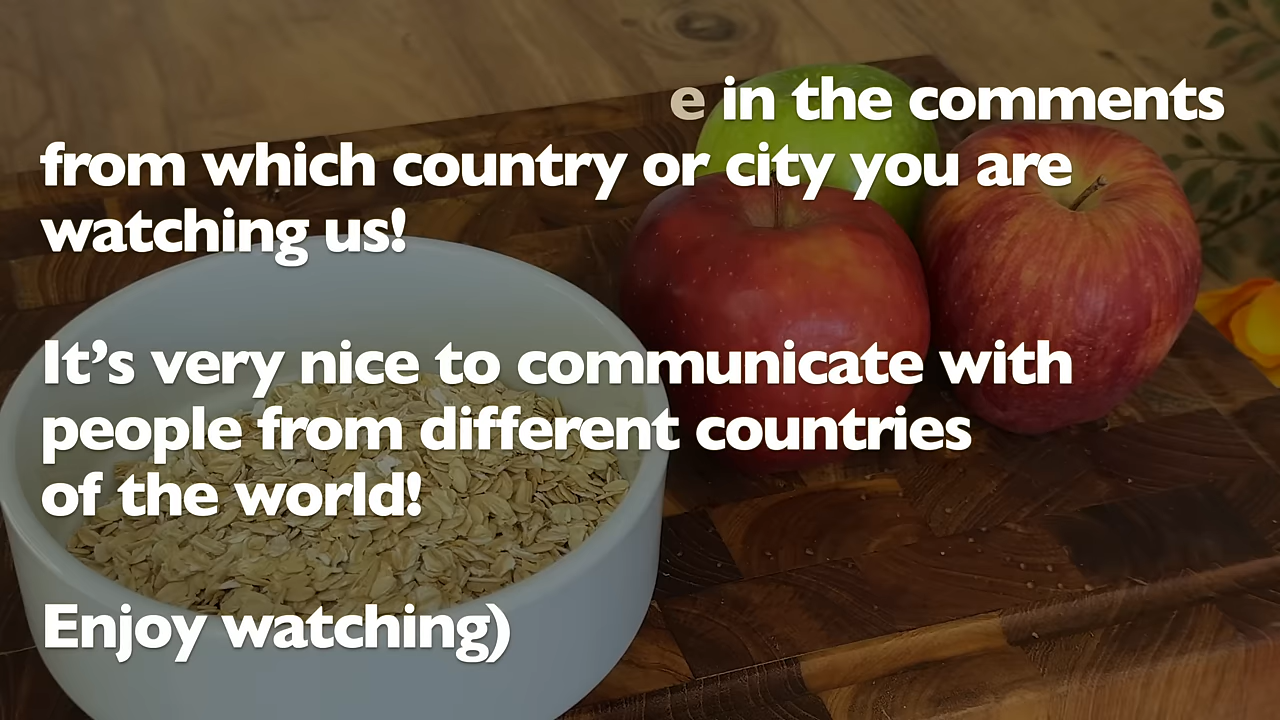 e in the comments
from which country or city you are
watching us!
It’s very nice to communicate with
people from different countries
of the world!
Enjoy watching)